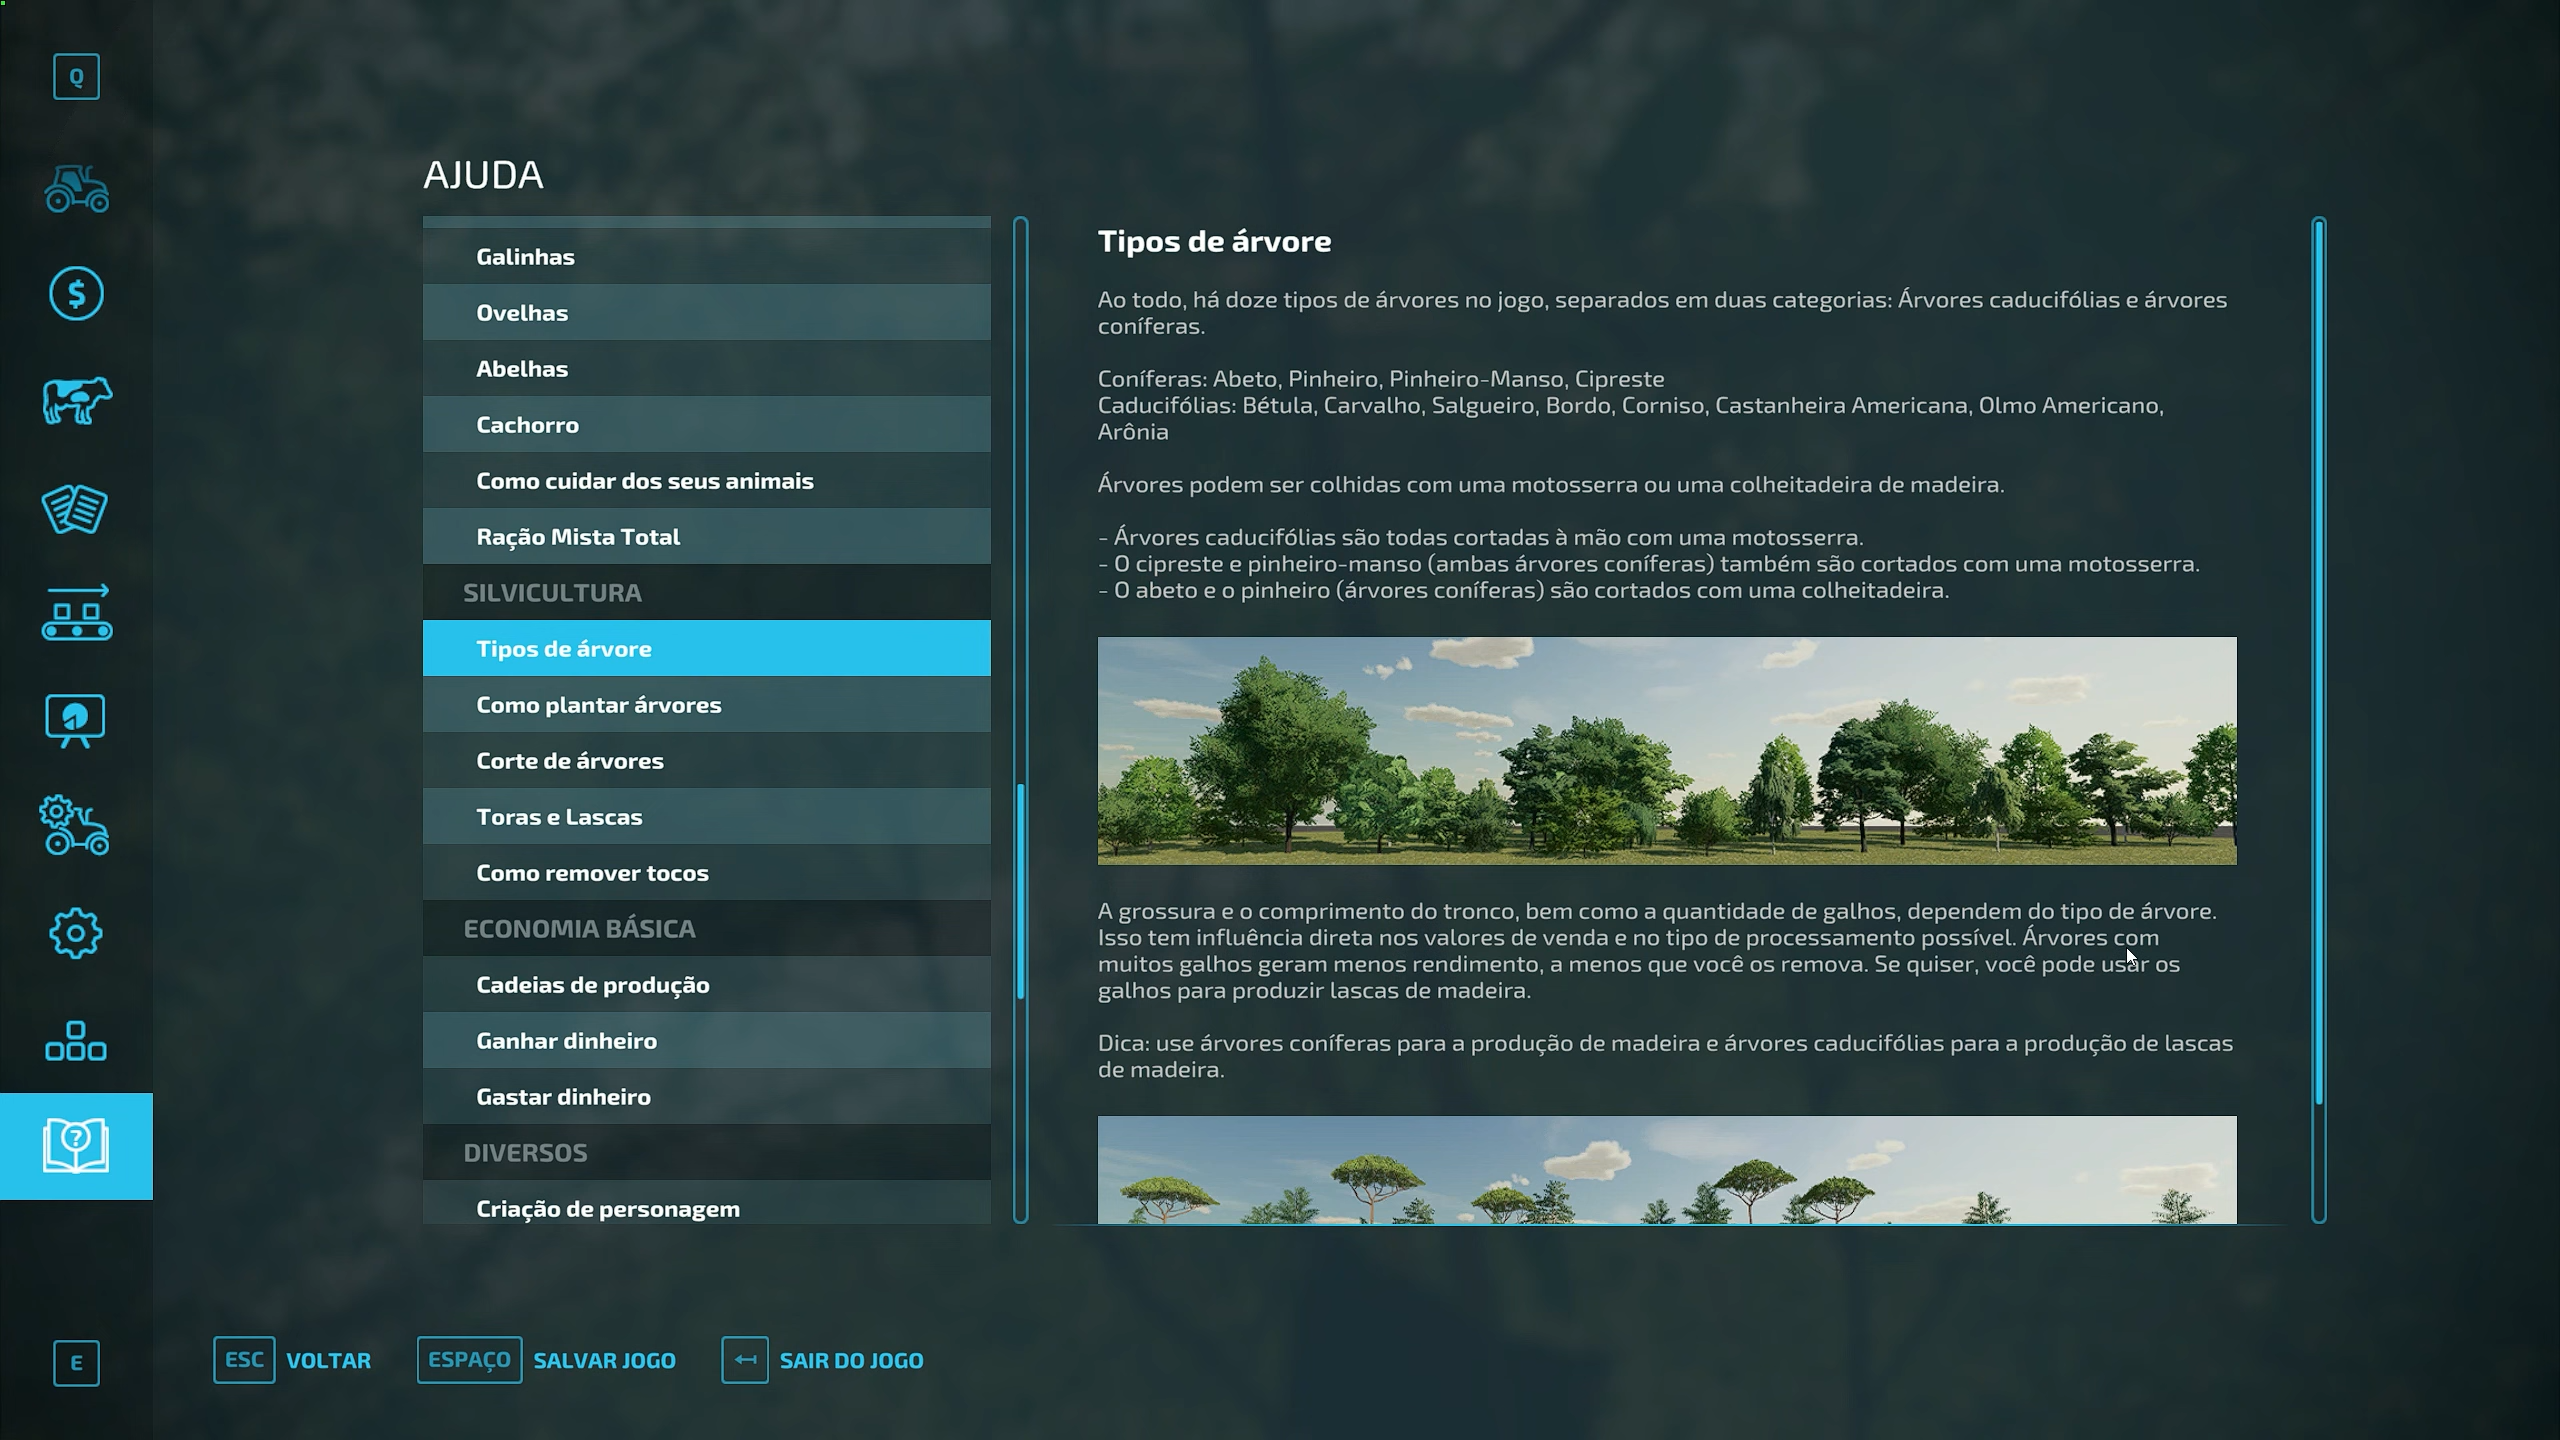 Q
AJUDA
Galinhas
Ovelhas
Abelhas
Cachorro
Como cuidar dos seus animais
Ração Mista Total
SILVICULTURA
Tipos de árvore
Como plantar árvores
Corte de árvores
Toras e Lascas
Como remover tocos
ECONOMIA BÁSICA
Cadeias de produção
Ganhar dinheiro
Gastar dinheiro
DIVERSOS
Criação de personagem
Tipos de árvore
Ao todo, há doze tipos de árvores no jogo, separados em duas categorias: Árvores caducifólias e árvores
coníferas.
Coníferas: Abeto, Pinheiro, Pinheiro-Manso, Cipreste
Caducifólias: Bétula, Carvalho, Salgueiro, Bordo, Corniso, Castanheira Americana, Olmo Americano,
Arônia
Árvores podem ser colhidas com uma motosserra ou uma colheitadeira de madeira.
- Árvores caducifólias são todas cortadas à mão com uma motosserra.
- O cipreste e pinheiro-manso (ambas árvores coníferas) também são cortados com uma motosserra.
- O abeto e o pinheiro (árvores coníferas) são cortados com uma colheitadeira.
A grossura e o comprimento do tronco, bem como a quantidade de galhos, dependem do tipo de árvore.
Isso tem influência direta nos valores de venda e no tipo de processamento possível. Árvores com
muitos galhos geram menos rendimento, a menos que você os remova. Se quiser, você pode usar os
galhos para produzir lascas de madeira.
Dica: use árvores coníferas para a produção de madeira e árvores caducifólias para a produção de lascas
de madeira.
E
ESC VOLTAR ESPAÇO SALVAR JOGO SAIR DO JOGO